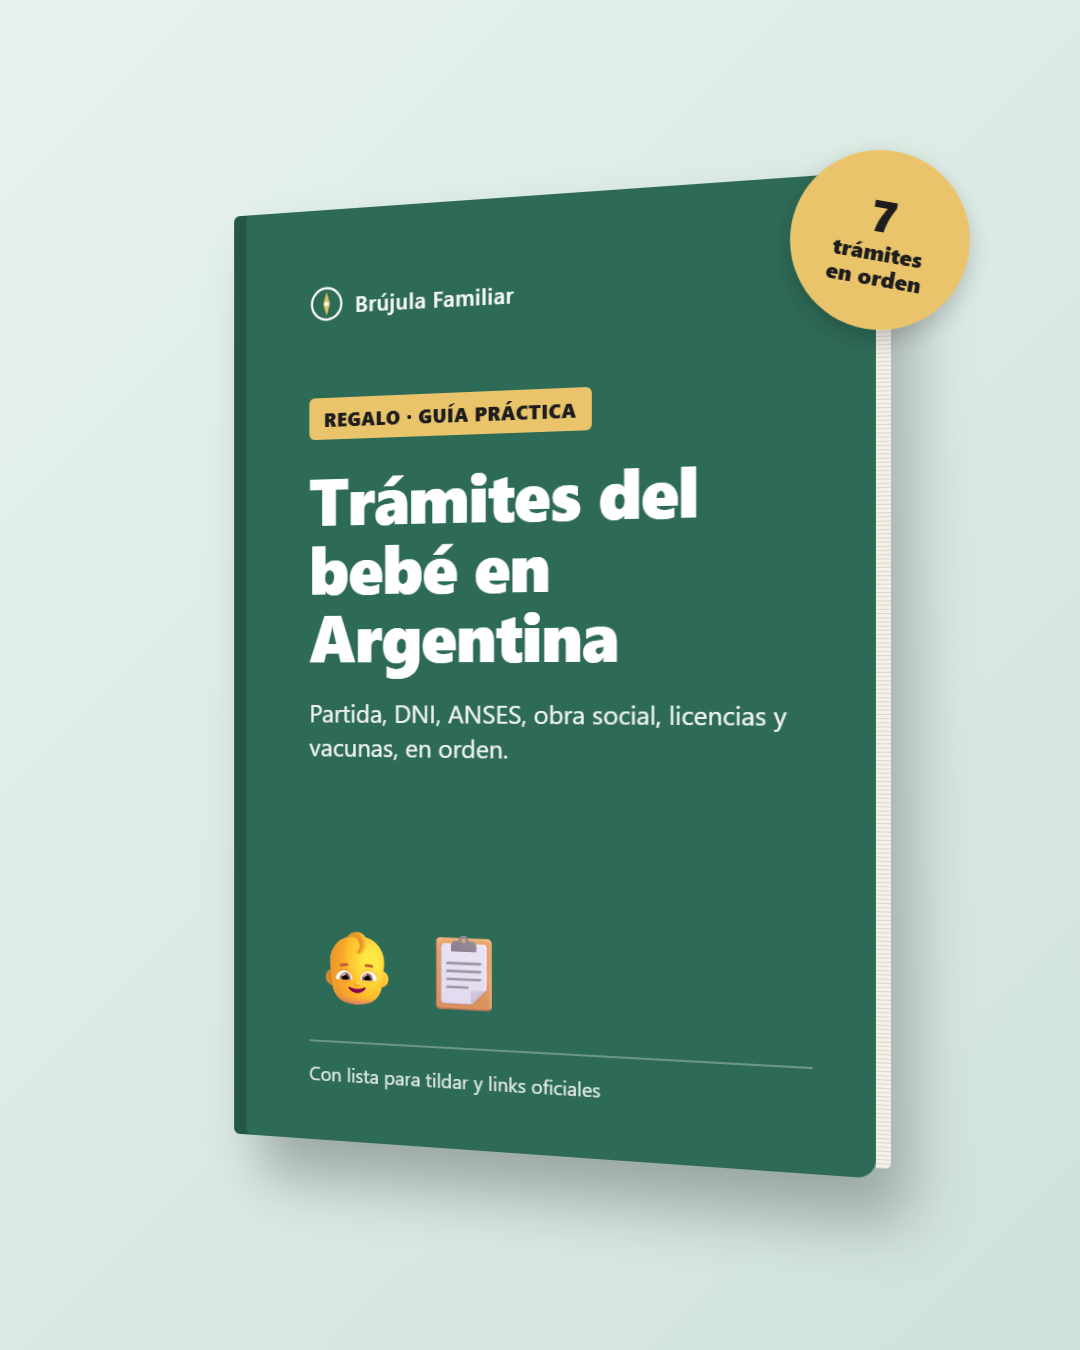 7
trámites
en orden
Brújula Familiar
REGALO · GUÍA PRÁCTICA
Trámites del
bebé en
Argentina
Partida, DNI, ANSES, obra social, licencias y
vacunas, en orden.
Con lista para tildar y links oficiales